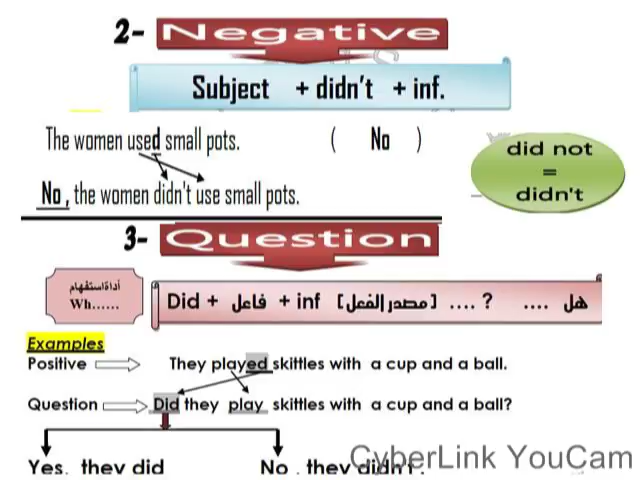 2- Negative
Subject + didn't + inf.
The women used small pots. ( No )
No , the women didn't use small pots.
did not
=
didn't
3- Question
أداة استفهام
Wh......
Did + فاعل + inf [مصدر الفعل] .... ? .... هل
Examples
Positive They played skittles with a cup and a ball.
Question Did they play skittles with a cup and a ball?
Yes, they did
No , they didn't .
CyberLink YouCam